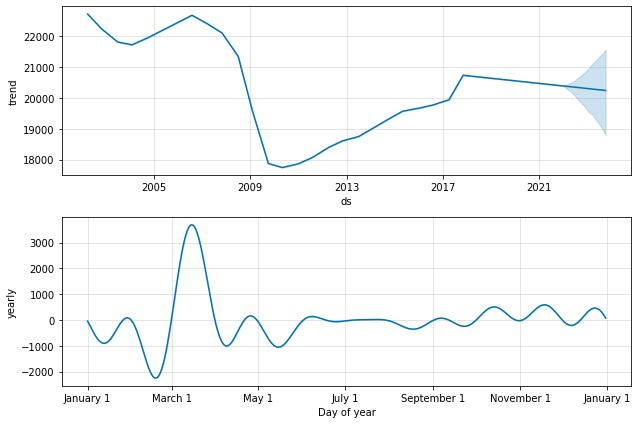 22000
21000
20000
19000
18000
trend
2005
2009
2013
2017
2021
ds
3000
2000
1000
0
−1000
−2000
yearly
January 1
March 1
May 1
July 1
September 1
November 1
January 1
Day of year